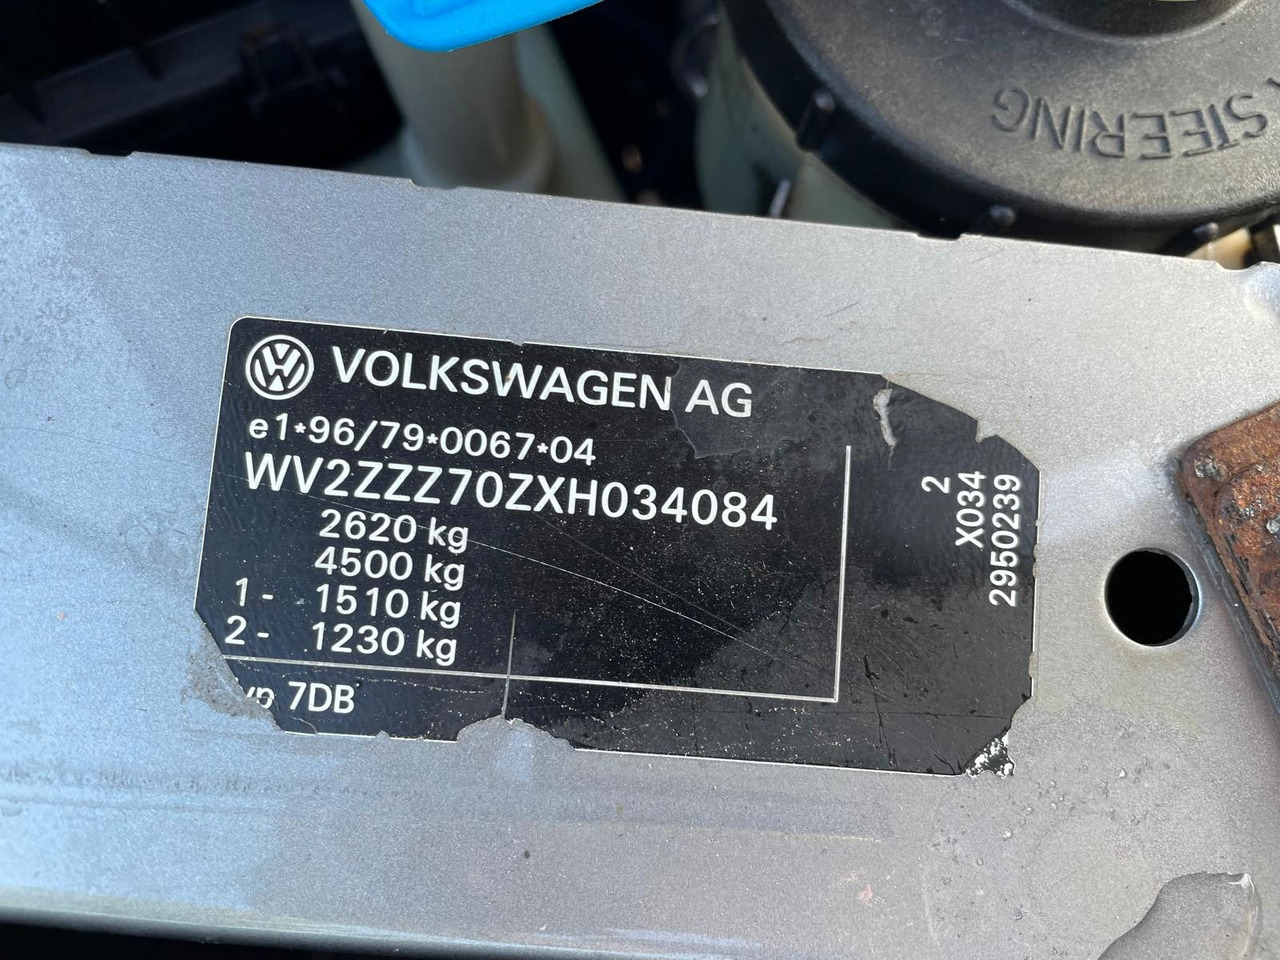 POWER STEERING
VOLKSWAGEN AG
e1*96/79*0067*04
WV2ZZZ70ZXH034084
2620 kg
4500 kg
1- 1510 kg
2- 1230 kg
7DB
2
X034
2950239